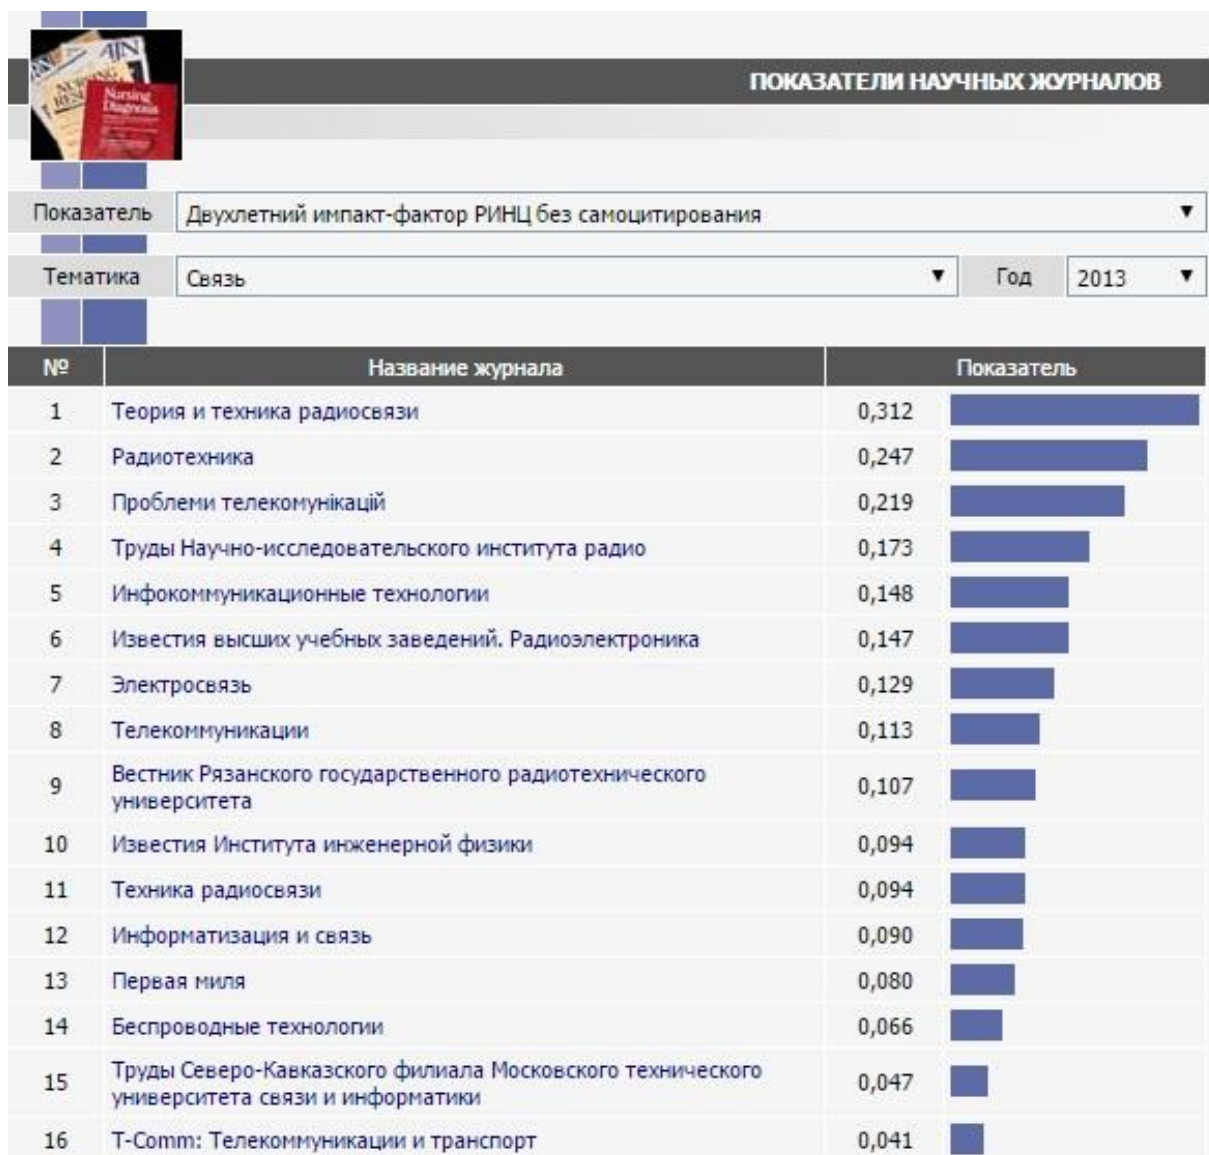 AJN
Nursing
Diagnosis
ПОКАЗАТЕЛИ НАУЧНЫХ ЖУРНАЛОВ
Показатель Двухлетний импакт-фактор РИНЦ без самоцитирования
Тематика Связь Год 2013
№ Название журнала Показатель
1 Теория и техника радиосвязи 0,312
2 Радиотехника 0,247
3 Проблеми телекомунікацій 0,219
4 Труды Научно-исследовательского института радио 0,173
5 Инфокоммуникационные технологии 0,148
6 Известия высших учебных заведений. Радиоэлектроника 0,147
7 Электросвязь 0,129
8 Телекоммуникации 0,113
9 Вестник Рязанского государственного радиотехнического
университета 0,107
10 Известия Института инженерной физики 0,094
11 Техника радиосвязи 0,094
12 Информатизация и связь 0,090
13 Первая миля 0,080
14 Беспроводные технологии 0,066
15 Труды Северо-Кавказского филиала Московского технического
университета связи и информатики 0,047
16 T-Comm: Телекоммуникации и транспорт 0,041